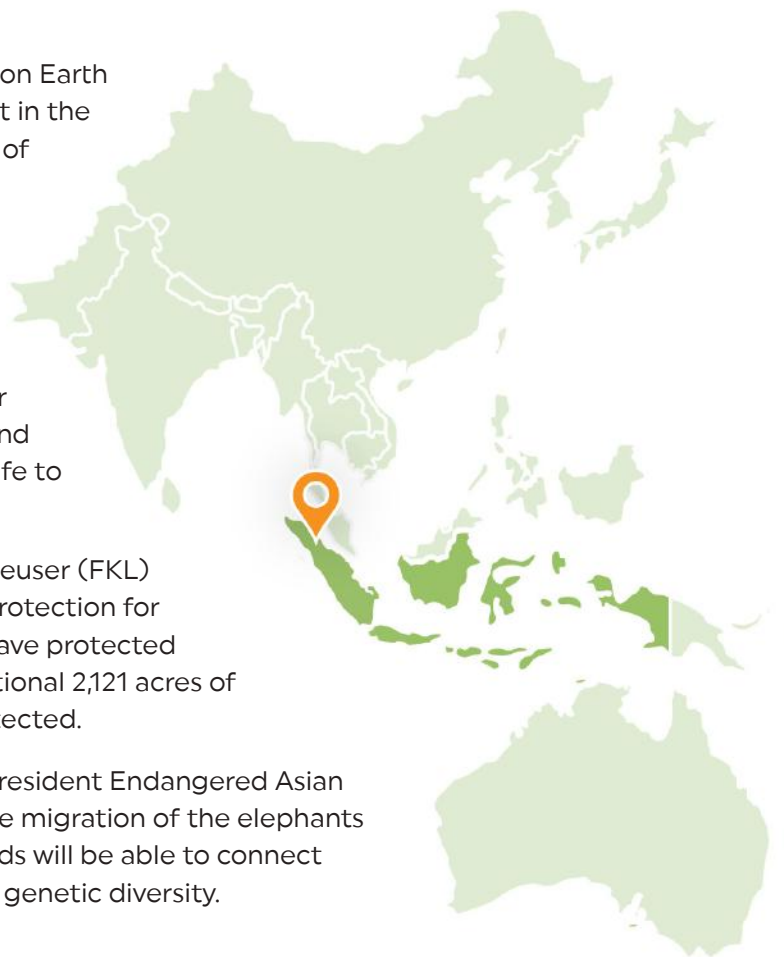 on Earth
t in the
of
r
nd
fe to
euser (FKL)
rotection for
ave protected
tional 2,121 acres of
tected.
resident Endangered Asian
e migration of the elephants
ds will be able to connect
genetic diversity.